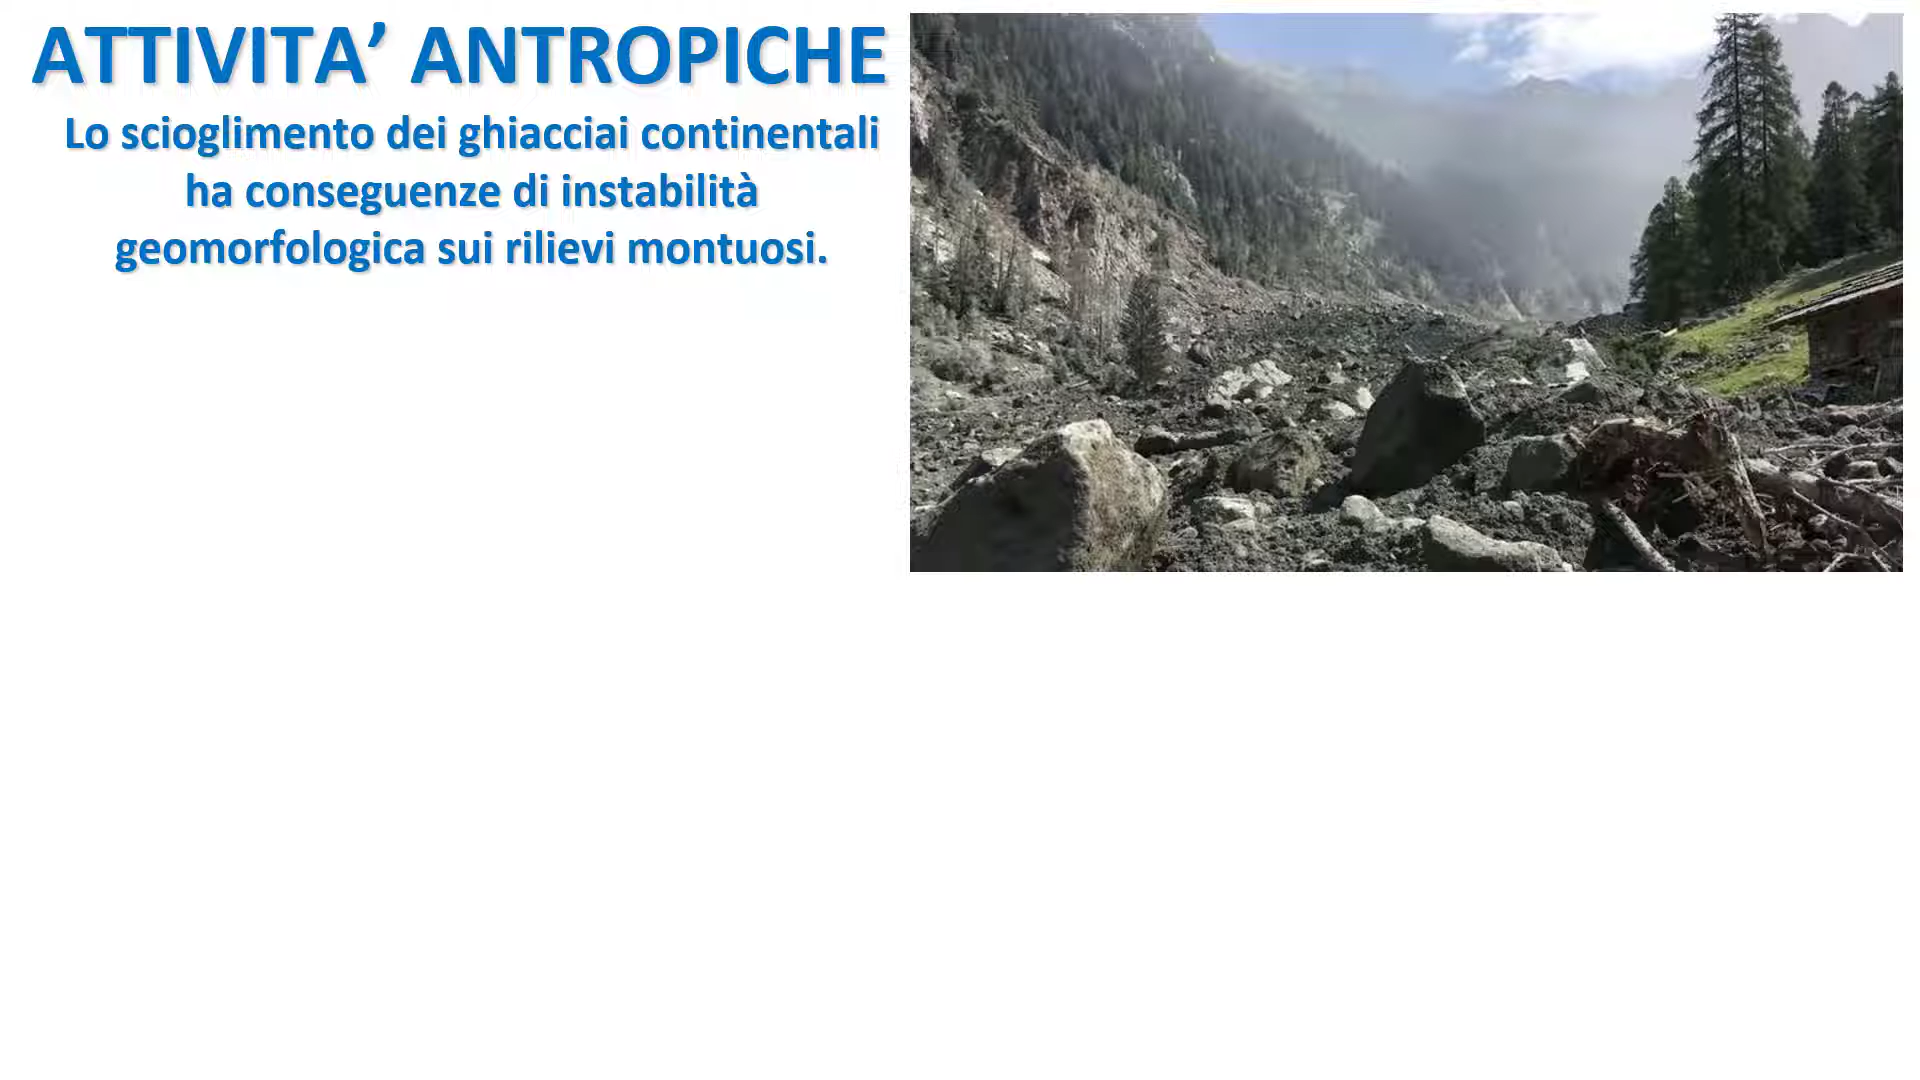 ATTIVITA’ ANTROPICHE
Lo scioglimento dei ghiacciai continentali
ha conseguenze di instabilità
geomorfologica sui rilievi montuosi.